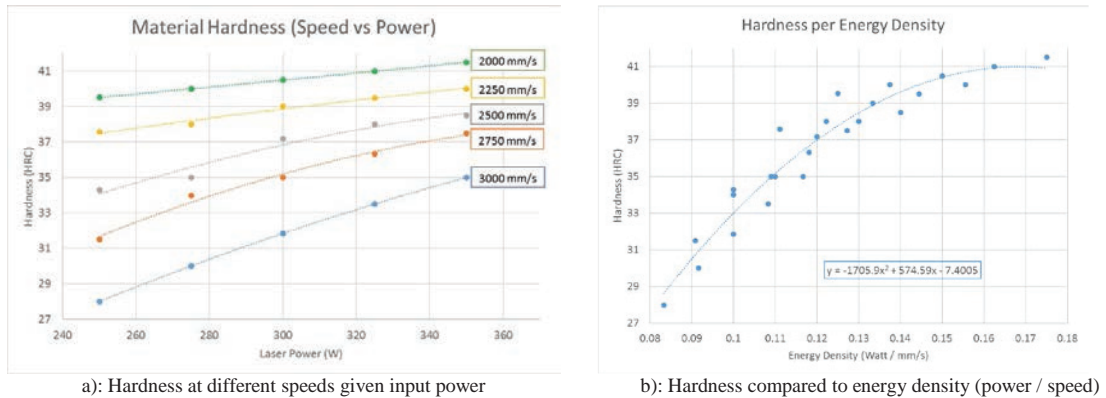 Material Hardness (Speed vs Power)
41
39
37
35
33
31
29
27
Hardness (HRC)
2000 mm/s
2250 mm/s
2500 mm/s
2750 mm/s
3000 mm/s
240
260
280
300
320
340
360
Laser Power (W)
a): Hardness at different speeds given input power
Hardness per Energy Density
41
39
37
35
33
31
29
27
Hardness (HRC)
y = -1705.9x² + 574.59x - 7.4005
0.08
0.09
0.1
0.11
0.12
0.13
0.14
0.15
0.16
0.17
0.18
Energy Density (Watt / mm/s)
b): Hardness compared to energy density (power / speed)